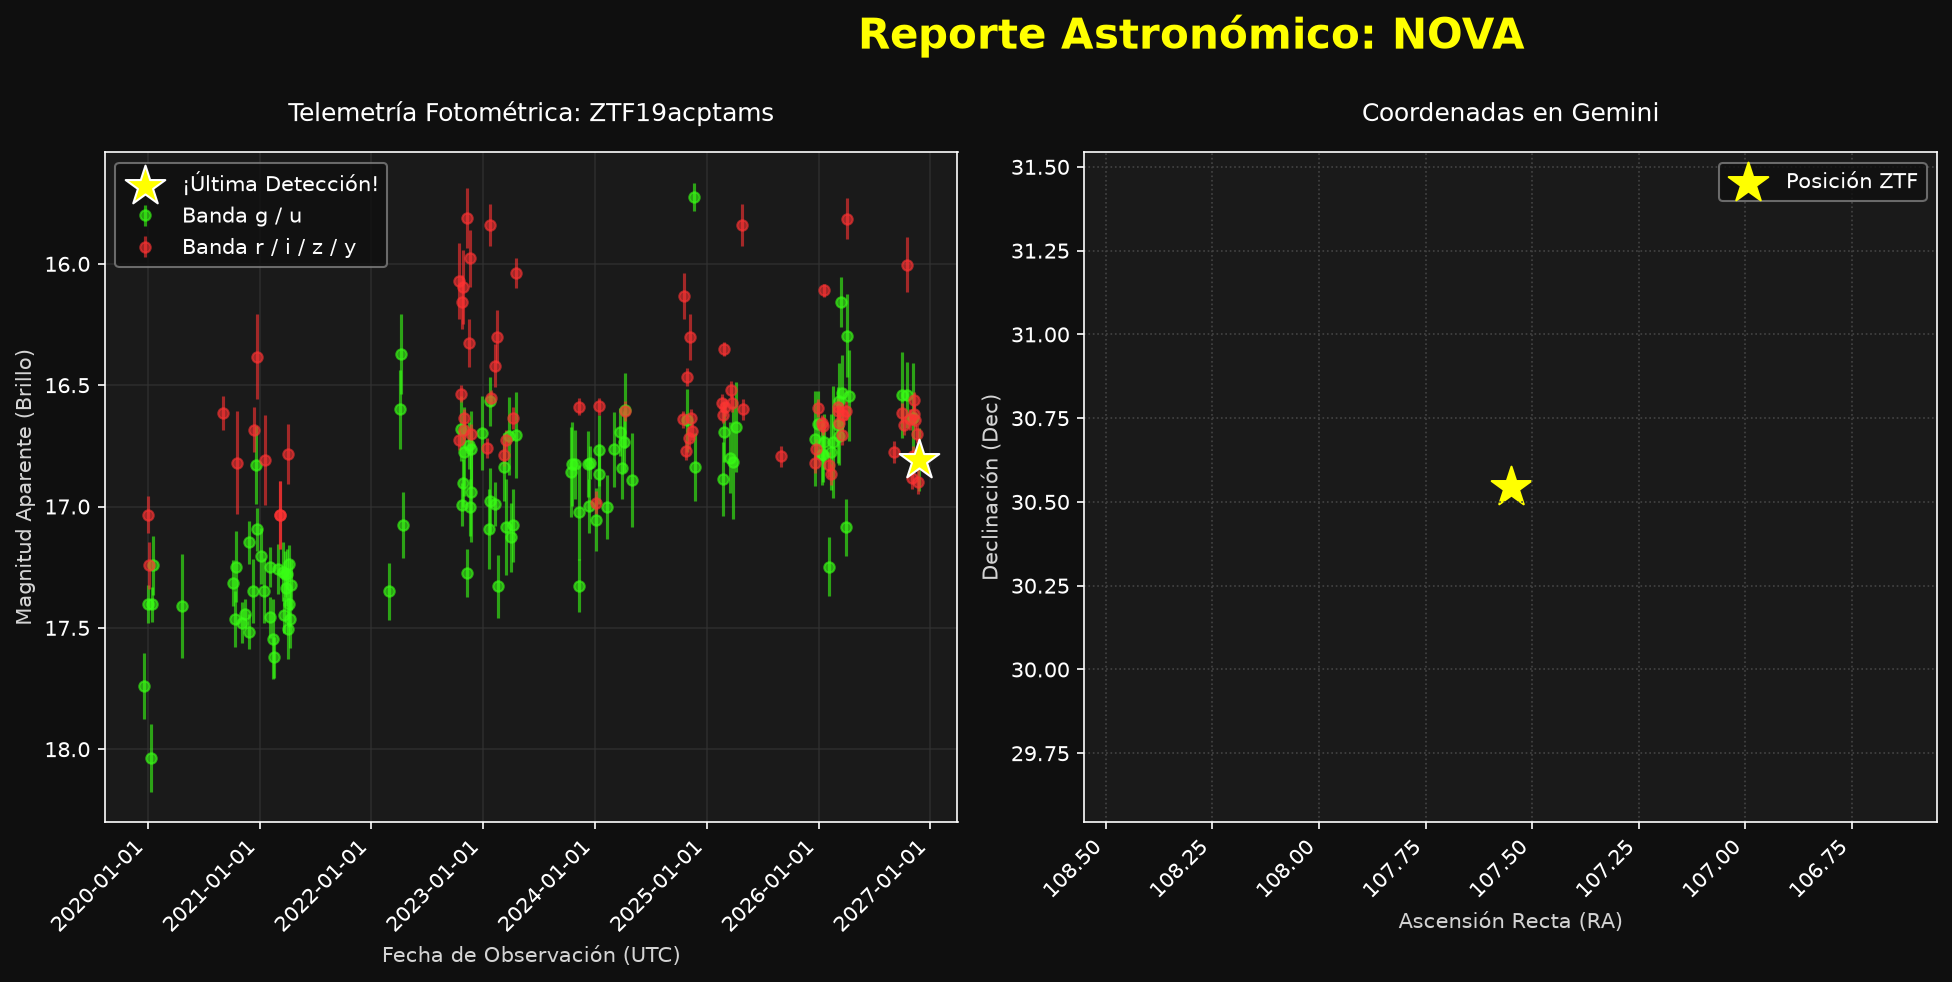 Reporte Astronómico: NOVA
Telemetría Fotométrica: ZTF19acptams
¡Última Detección!
Banda g / u
Banda r / i / z / y
Magnitud Aparente (Brillo)
16.0
16.5
17.0
17.5
18.0
2020-01-01
2021-01-01
2022-01-01
2023-01-01
2024-01-01
2025-01-01
2026-01-01
2027-01-01
Fecha de Observación (UTC)
Coordenadas en Gemini
Posición ZTF
Declinación (Dec)
31.50
31.25
31.00
30.75
30.50
30.25
30.00
29.75
108.50
108.25
108.00
107.75
107.50
107.25
107.00
106.75
Ascensión Recta (RA)